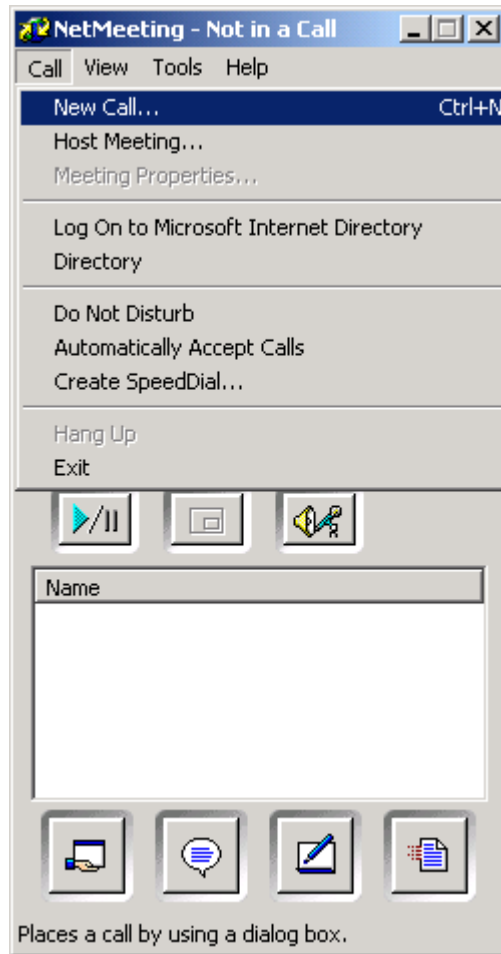 NetMeeting - Not in a Call
Call View Tools Help
New Call... Ctrl+N
Host Meeting...
Meeting Properties...
Log On to Microsoft Internet Directory
Directory
Do Not Disturb
Automatically Accept Calls
Create SpeedDial...
Hang Up
Exit
Name
Places a call by using a dialog box.